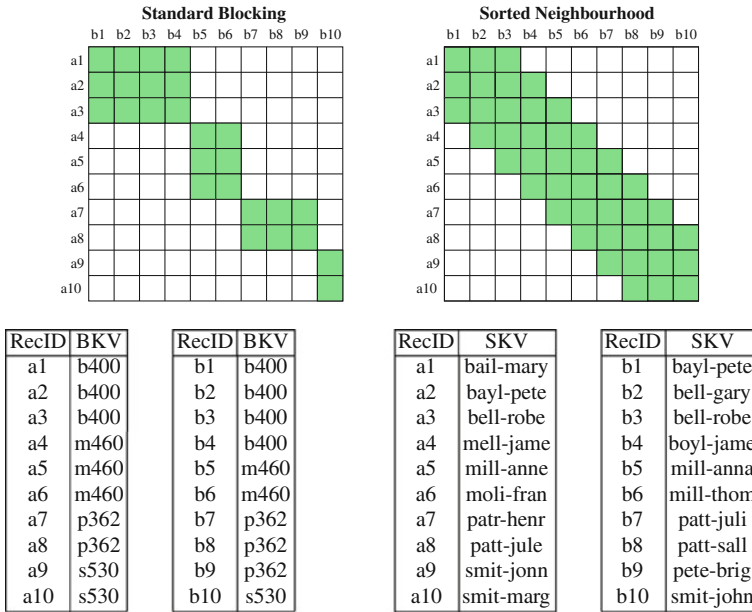 Standard Blocking
b1 b2 b3 b4 b5 b6 b7 b8 b9 b10
a1
a2
a3
a4
a5
a6
a7
a8
a9
a10
Sorted Neighbourhood
b1 b2 b3 b4 b5 b6 b7 b8 b9 b10
a1
a2
a3
a4
a5
a6
a7
a8
a9
a10
RecID BKV
a1 b400
a2 b400
a3 b400
a4 m460
a5 m460
a6 m460
a7 p362
a8 p362
a9 s530
a10 s530
RecID BKV
b1 b400
b2 b400
b3 b400
b4 b400
b5 m460
b6 m460
b7 p362
b8 p362
b9 p362
b10 s530
RecID SKV
a1 bail-mary
a2 bayl-pete
a3 bell-robe
a4 mell-jame
a5 mill-anne
a6 moli-fran
a7 patr-henr
a8 patt-jule
a9 smit-jonn
a10 smit-marg
RecID SKV
b1 bayl-pete
b2 bell-gary
b3 bell-robe
b4 boyl-jame
b5 mill-anna
b6 mill-thom
b7 patt-juli
b8 patt-sall
b9 pete-brig
b10 smit-john